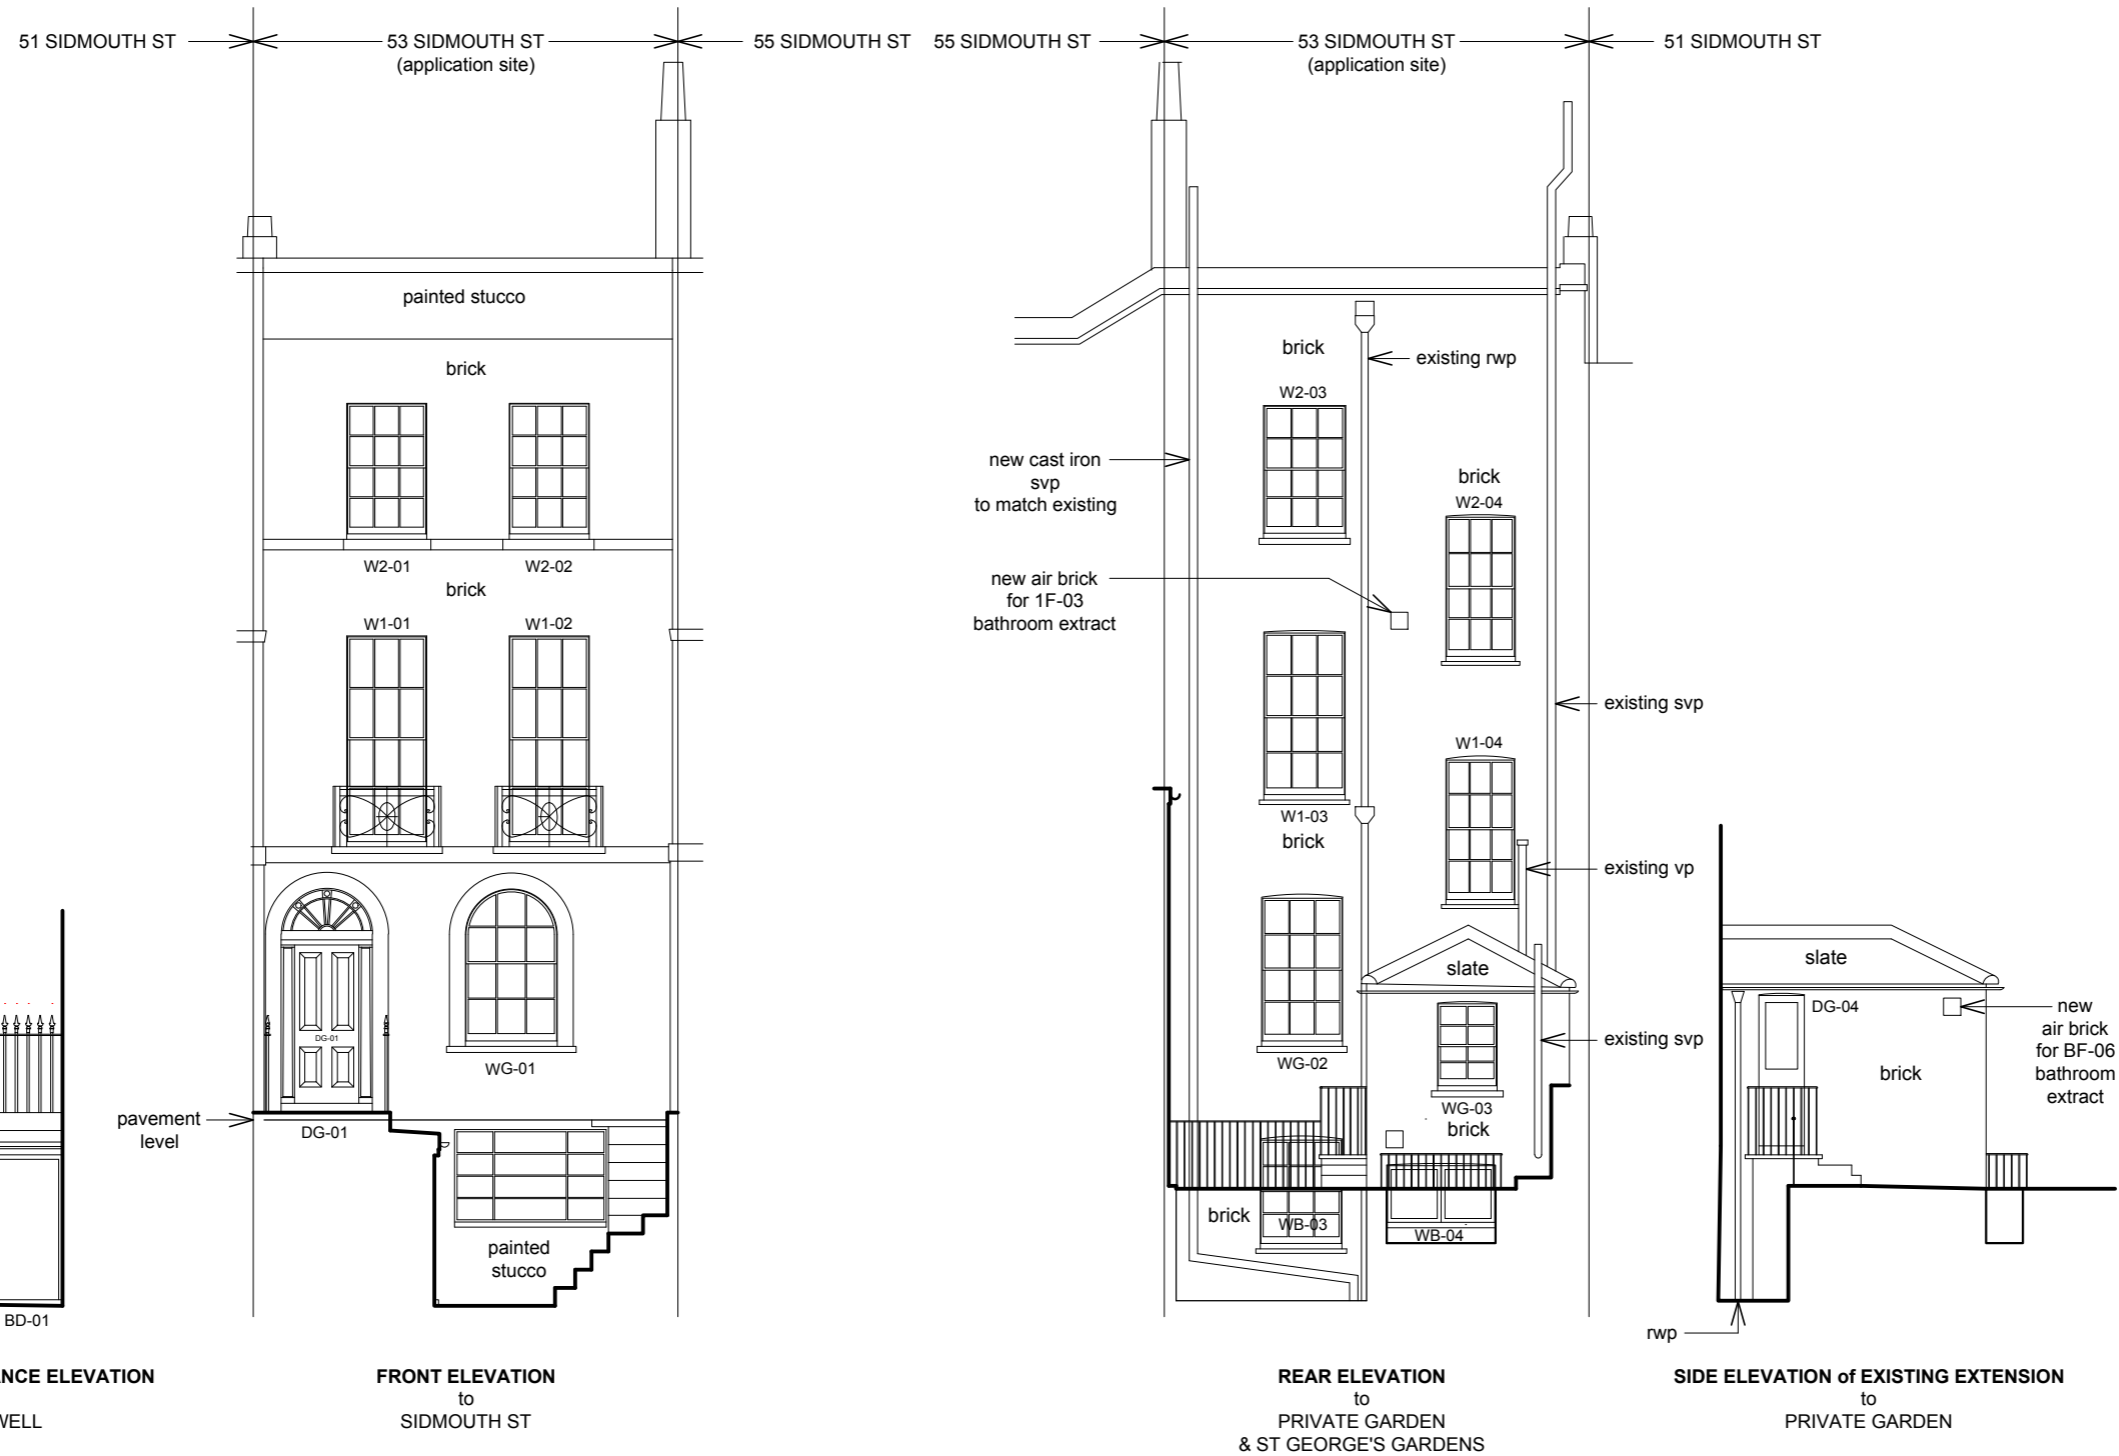 51 SIDMOUTH ST
53 SIDMOUTH ST
(application site)
55 SIDMOUTH ST
55 SIDMOUTH ST
53 SIDMOUTH ST
(application site)
51 SIDMOUTH ST
painted stucco
brick
W2-01
W2-02
brick
W1-01
W1-02
DG-01
WG-01
pavement
level
DG-01
painted
stucco
BD-01
brick
existing rwp
W2-03
new cast iron
svp
to match existing
brick
W2-04
new air brick
for 1F-03
bathroom extract
existing svp
W1-04
W1-03
brick
existing vp
slate
existing svp
WG-02
WG-03
brick
brick
WB-03
WB-04
slate
DG-04
new
air brick
for BF-06
bathroom
extract
brick
rwp
ANCE ELEVATION
WELL
FRONT ELEVATION
to
SIDMOUTH ST
REAR ELEVATION
to
PRIVATE GARDEN
& ST GEORGE'S GARDENS
SIDE ELEVATION of EXISTING EXTENSION
to
PRIVATE GARDEN